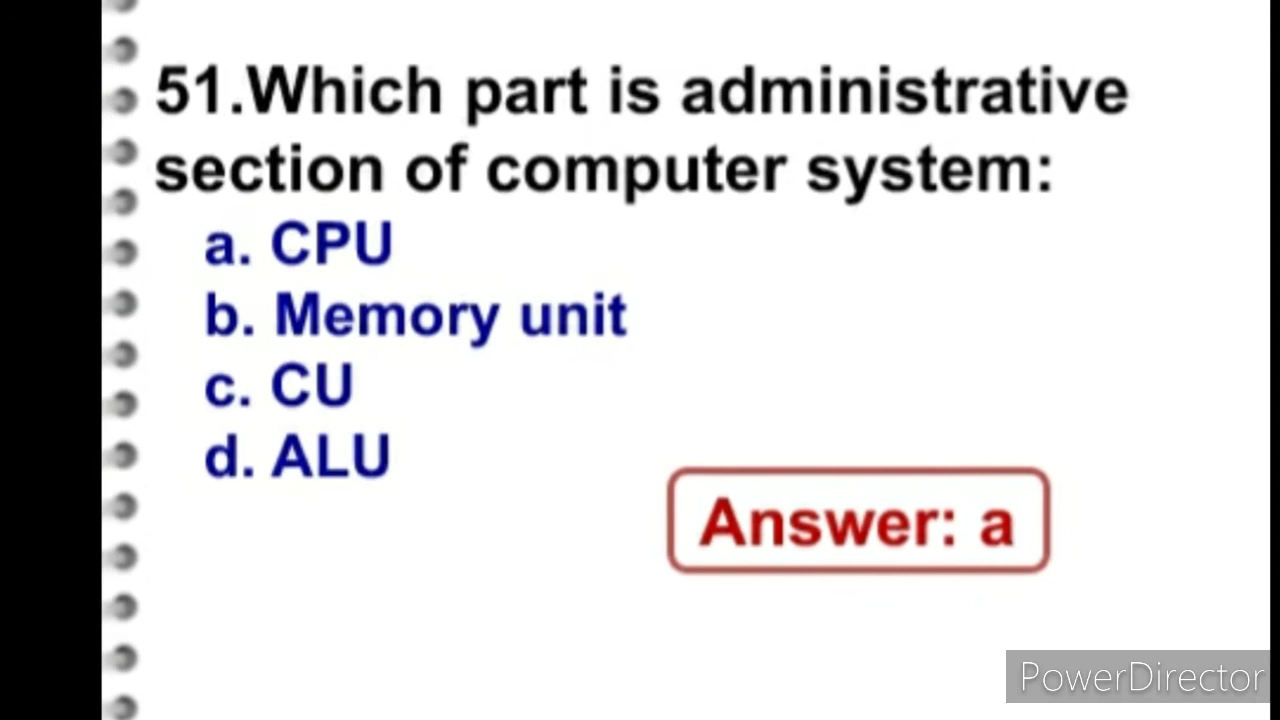 51.Which part is administrative
section of computer system:
a. CPU
b. Memory unit
c. CU
d. ALU
Answer: a
PowerDirector